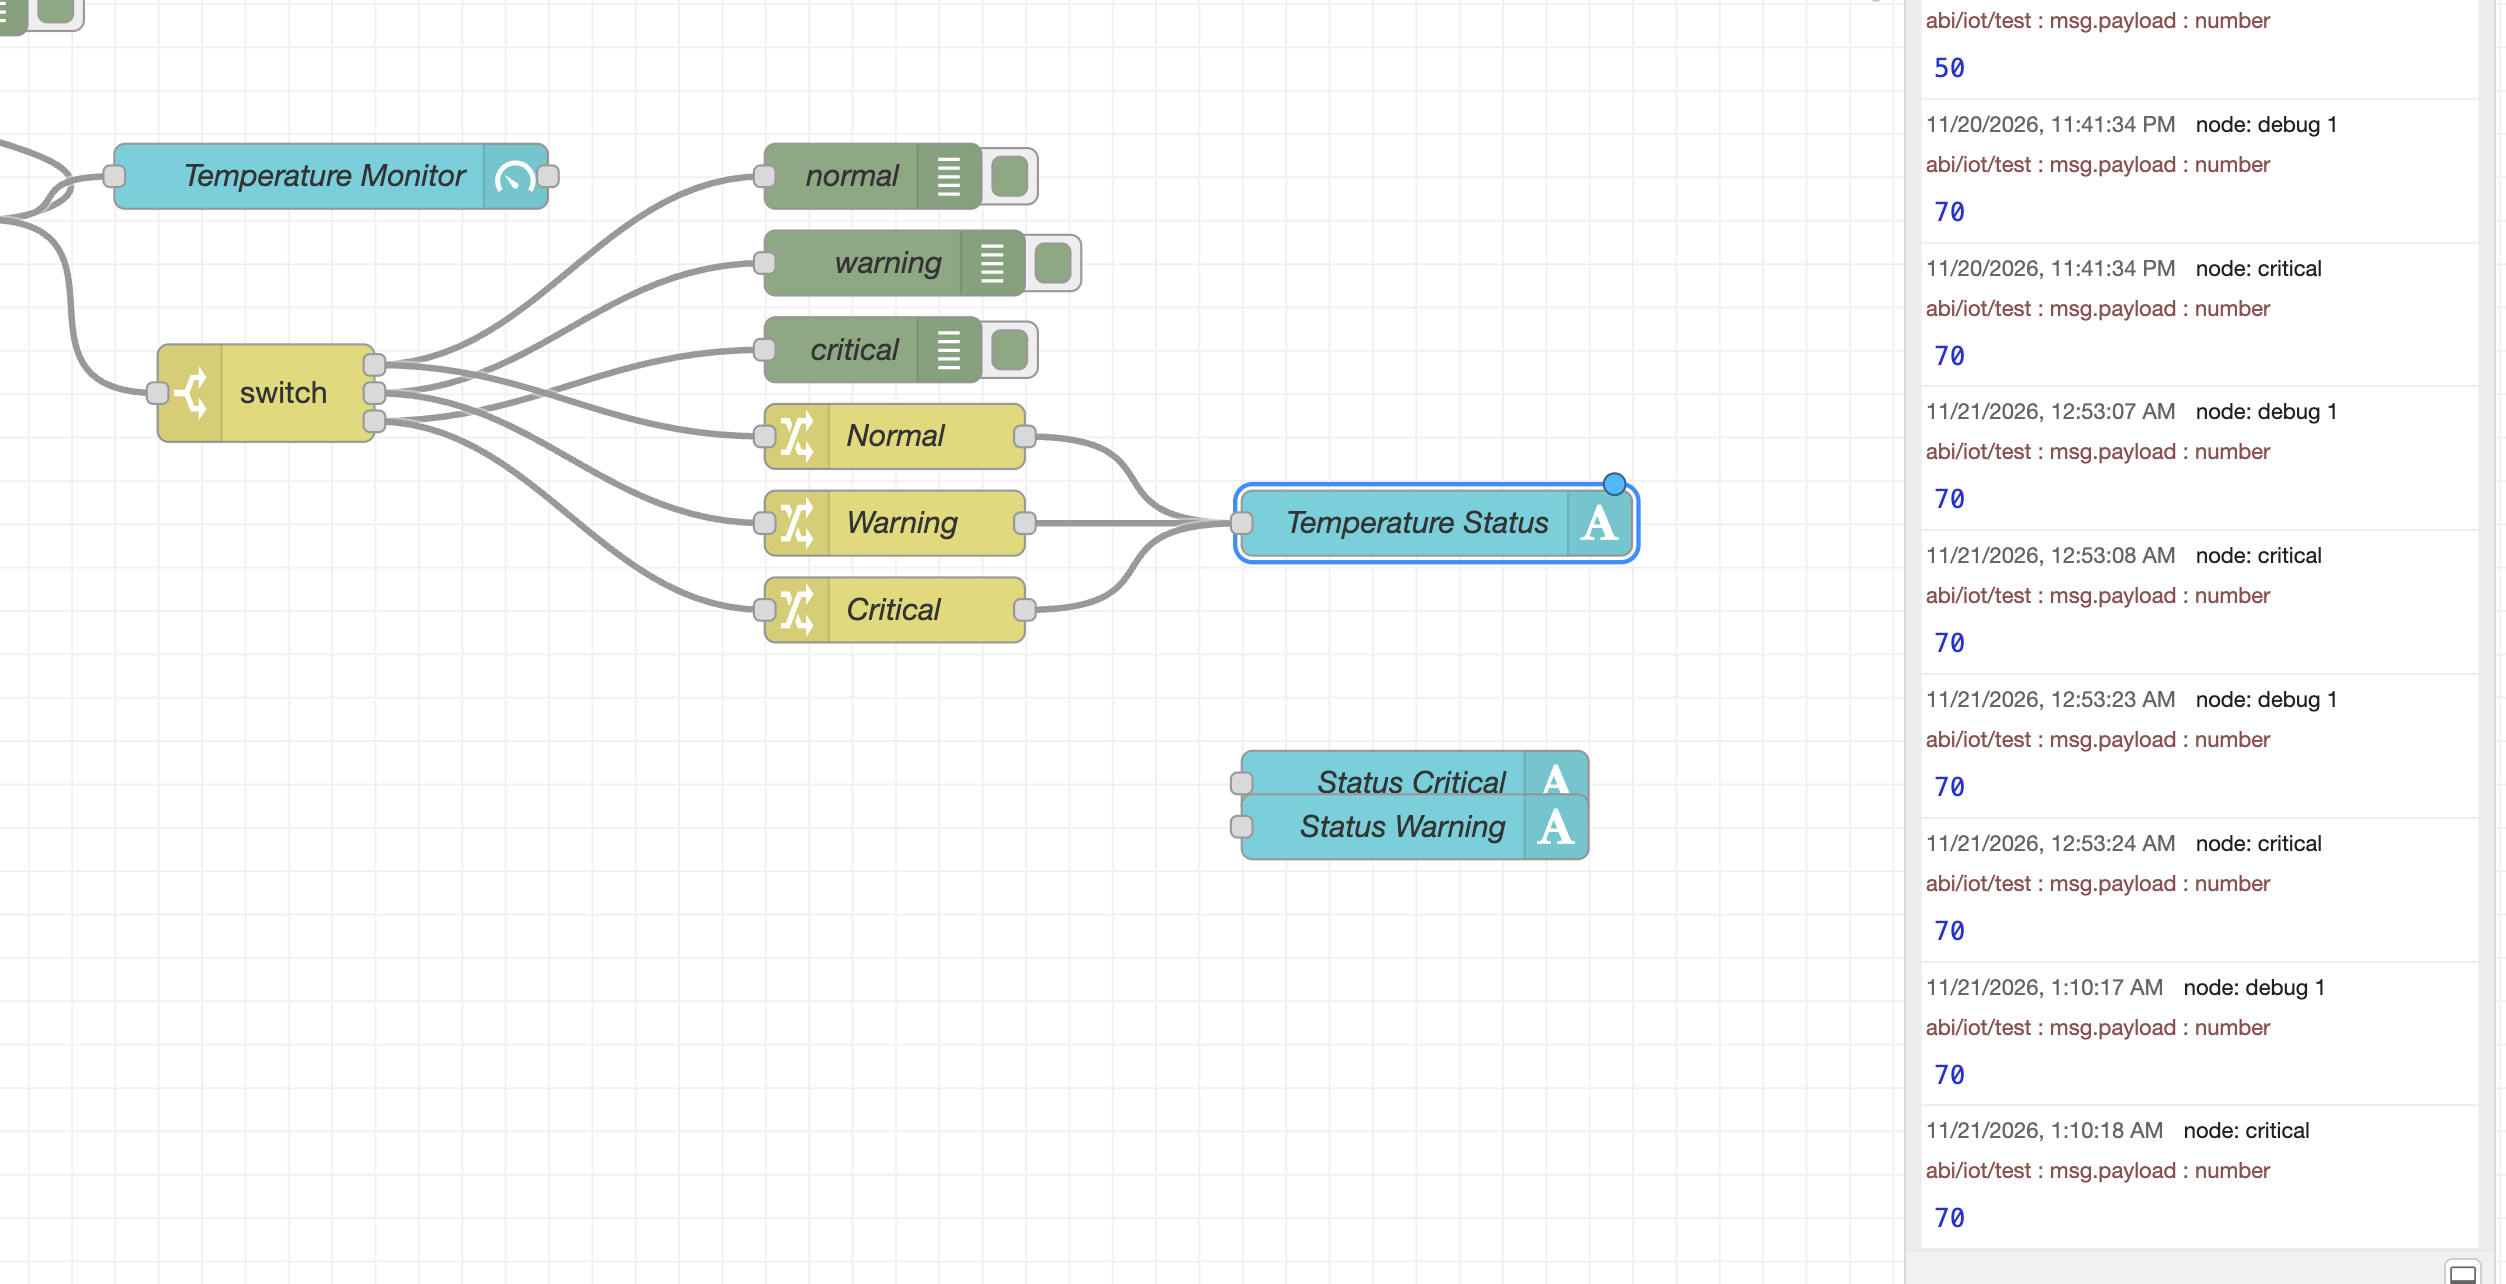 Temperature Monitor
normal
warning
critical
switch
Normal
Warning
Critical
Temperature Status
Status Critical
Status Warning
abi/iot/test : msg.payload : number
50
11/20/2026, 11:41:34 PM node: debug 1
abi/iot/test : msg.payload : number
70
11/20/2026, 11:41:34 PM node: critical
abi/iot/test : msg.payload : number
70
11/21/2026, 12:53:07 AM node: debug 1
abi/iot/test : msg.payload : number
70
11/21/2026, 12:53:08 AM node: critical
abi/iot/test : msg.payload : number
70
11/21/2026, 12:53:23 AM node: debug 1
abi/iot/test : msg.payload : number
70
11/21/2026, 12:53:24 AM node: critical
abi/iot/test : msg.payload : number
70
11/21/2026, 1:10:17 AM node: debug 1
abi/iot/test : msg.payload : number
70
11/21/2026, 1:10:18 AM node: critical
abi/iot/test : msg.payload : number
70